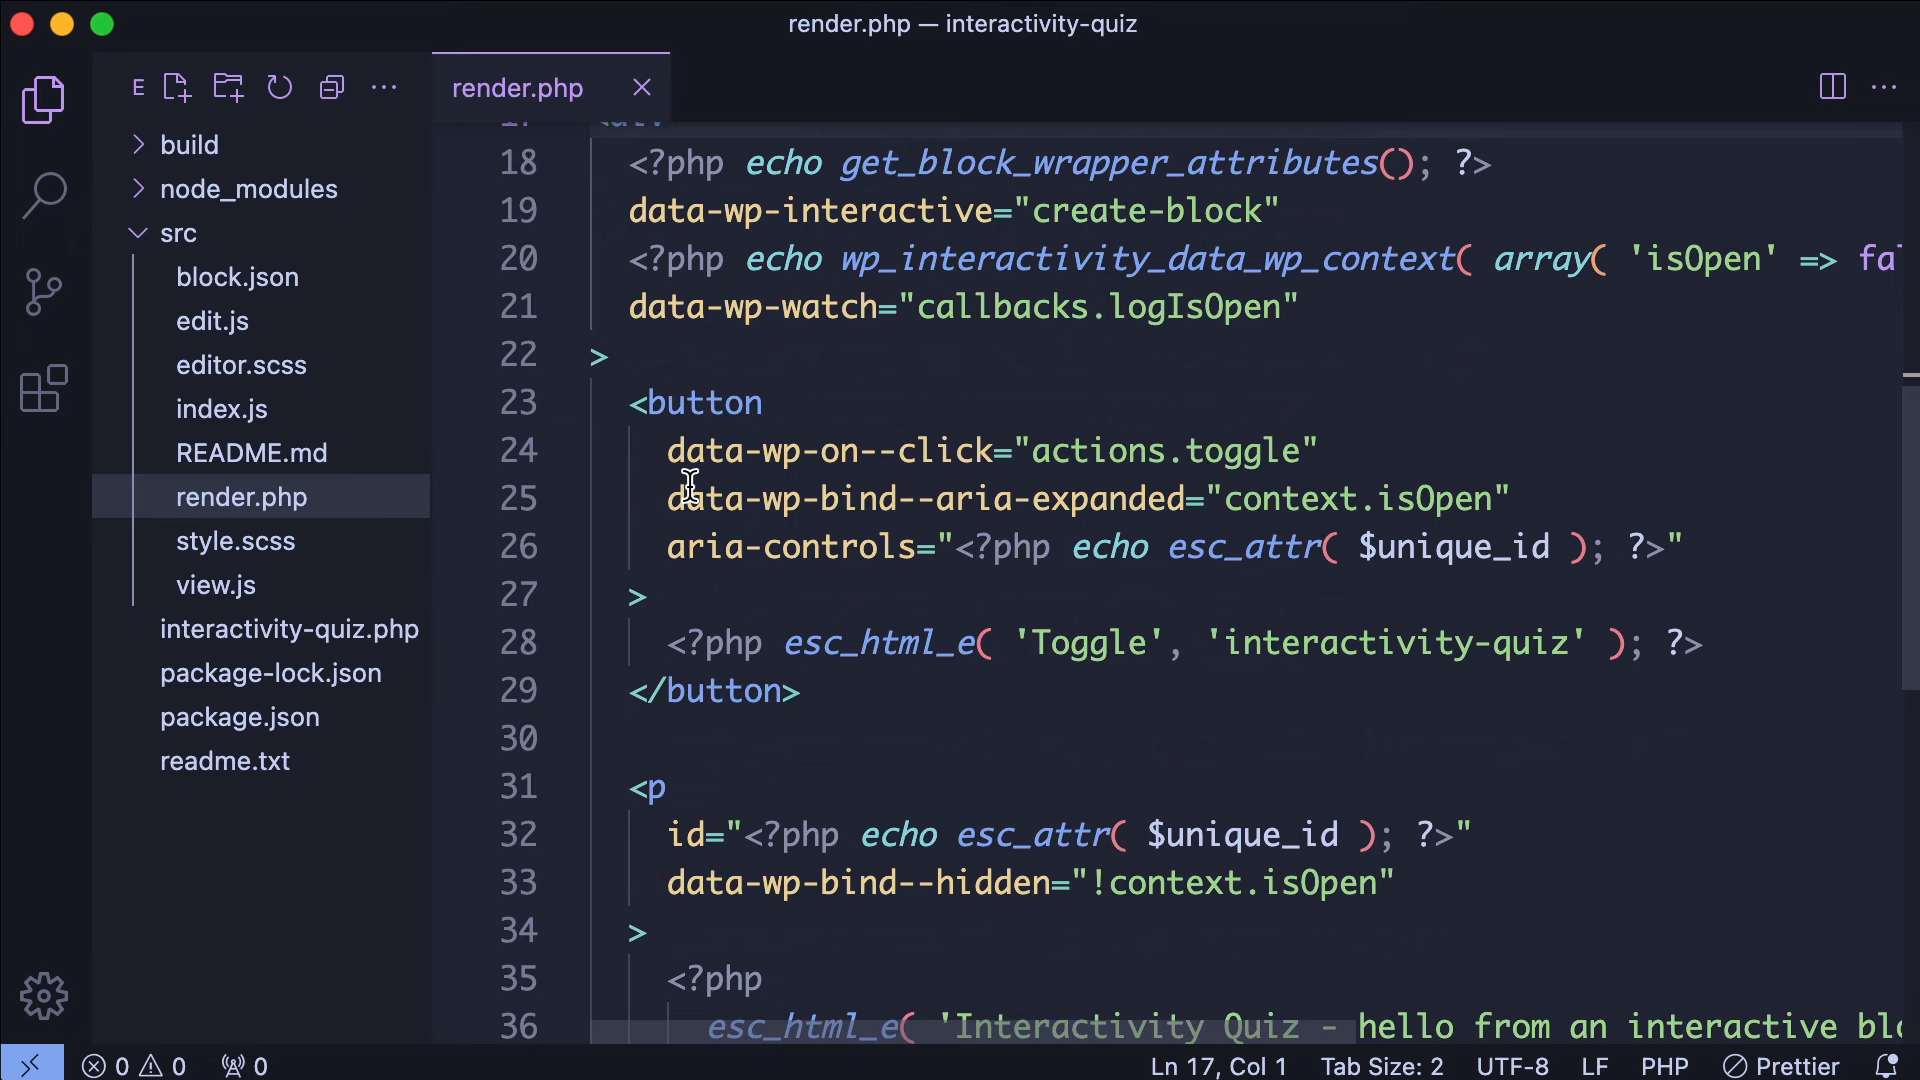 render.php — interactivity-quiz
E
render.php
build
node_modules
src
block.json
edit.js
editor.scss
index.js
README.md
render.php
style.scss
view.js
interactivity-quiz.php
package-lock.json
package.json
readme.txt
17 <div
18 <?php echo get_block_wrapper_attributes(); ?>
19 data-wp-interactive="create-block"
20 <?php echo wp_interactivity_data_wp_context( array( 'isOpen' =>
21 data-wp-watch="callbacks.logIsOpen"
22 >
23 <button
24 data-wp-on--click="actions.toggle"
25 data-wp-bind--aria-expanded="context.isOpen"
26 aria-controls="<?php echo esc_attr( $unique_id ); ?>"
27 >
28 <?php esc_html_e( 'Toggle', 'interactivity-quiz' ); ?>
29 </button>
30
31 <p
32 id="<?php echo esc_attr( $unique_id ); ?>"
33 data-wp-bind--hidden="!context.isOpen"
34 >
35 <?php
36 esc_html_e( 'Interactivity Quiz - hello from an interactive
0 0 0
Ln 17, Col 1 Tab Size: 2 UTF-8 LF PHP Prettier